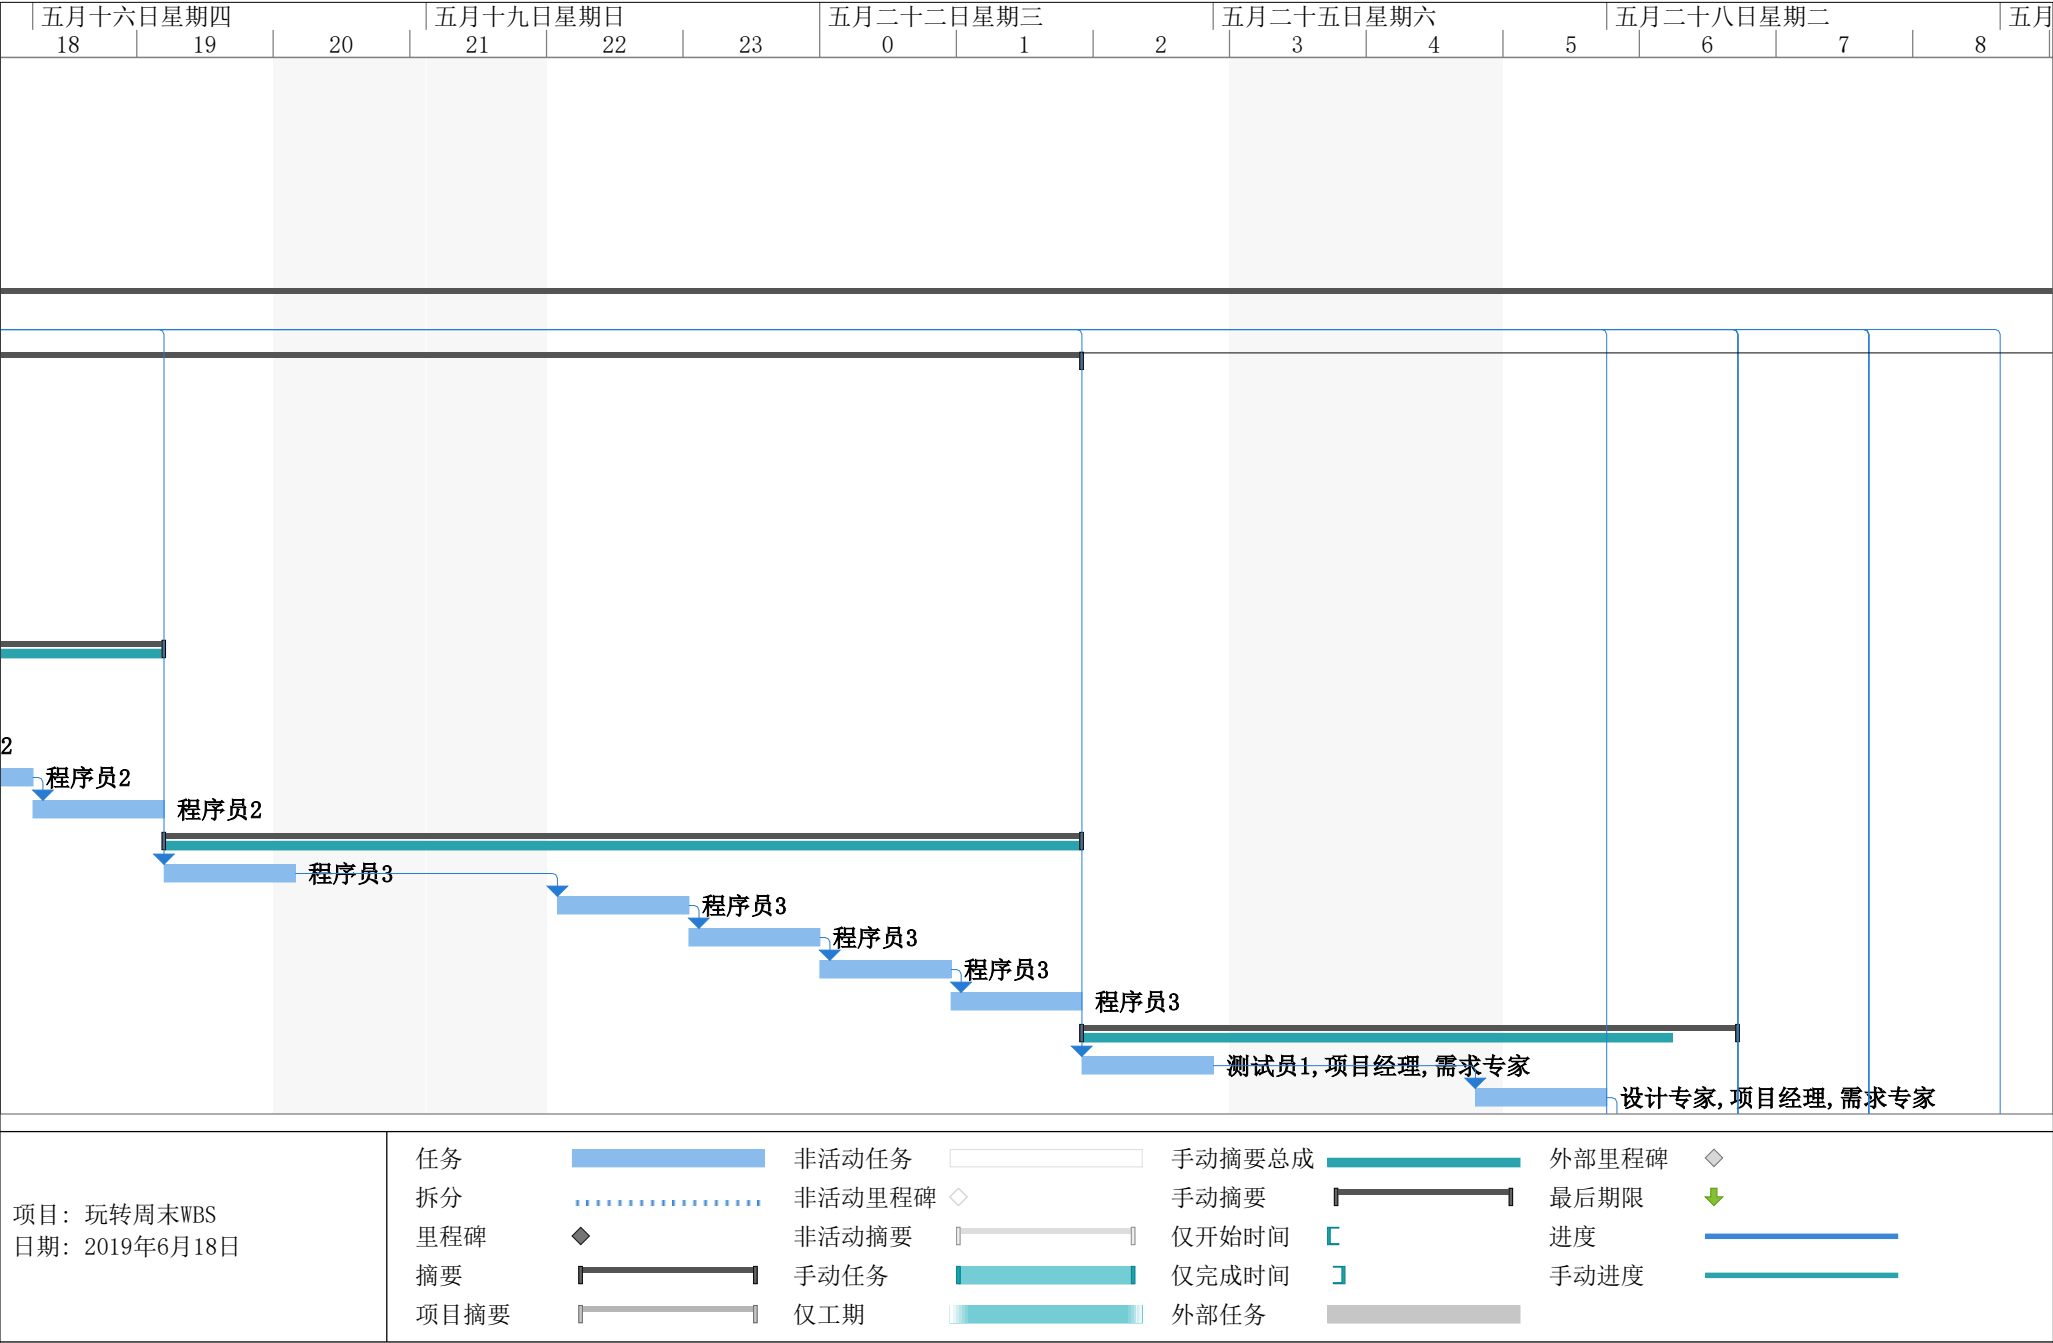 五月十六日星期四 五月十九日星期日 五月二十二日星期三 五月二十五日星期六 五月二十八日星期二 五月
18 19 20 21 22 23 0 1 2 3 4 5 6 7 8
2
程序员2
程序员2
程序员3
程序员3
程序员3
程序员3
程序员3
测试员1,项目经理,需求专家
设计专家,项目经理,需求专家
项目: 玩转周末WBS
日期: 2019年6月18日
任务
拆分
里程碑
摘要
项目摘要
非活动任务
非活动里程碑
非活动摘要
手动任务
仅工期
手动摘要总成
手动摘要
仅开始时间
仅完成时间
外部任务
外部里程碑
最后期限
进度
手动进度